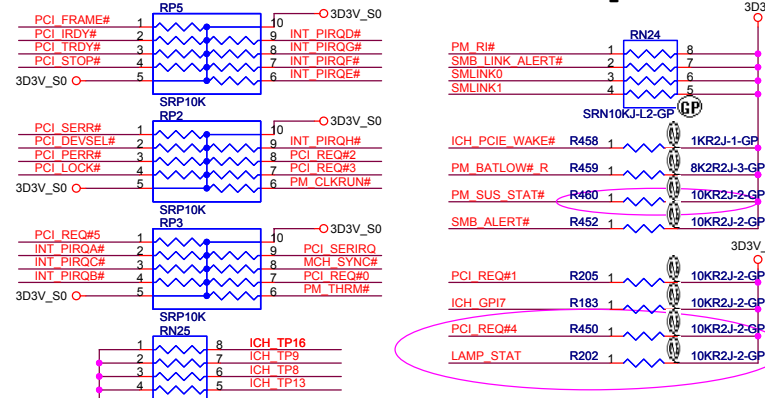 RP5
PCI_FRAME# 1 10 3D3V_S0
PCI_IRDY# 2 9 INT_PIRQD#
PCI_TRDY# 3 8 INT_PIRQG#
PCI_STOP# 4 7 INT_PIRQF#
3D3V_S0 5 6 INT_PIRQE#
SRP10K
RP2
PCI_SERR# 1 10 3D3V_S0
PCI_DEVSEL# 2 9 INT_PIRQH#
PCI_PERR# 3 8 PCI_REQ#2
PCI_LOCK# 4 7 PCI_REQ#3
3D3V_S0 5 6 PM_CLKRUN#
SRP10K
RP3
PCI_REQ#5 1 10 3D3V_S0
INT_PIRQA# 2 9 PCI_SERIRQ
INT_PIRQC# 3 8 MCH_SYNC#
INT_PIRQB# 4 7 PCI_REQ#0
3D3V_S0 5 6 PM_THRM#
SRP10K
RN25
1 8 ICH_TP16
2 7 ICH_TP9
3 6 ICH_TP8
4 5 ICH_TP13
3D3
RN24
PM_RI# 1 8
SMB_LINK_ALERT# 2 7
SMLINK0 3 6
SMLINK1 4 5
SRN10KJ-L2-GP GP
ICH_PCIE_WAKE# R458 1 1KR2J-1-GP
PM_BATLOW#_R R459 1 8K2R2J-3-GP
PM_SUS_STAT# R460 1 10KR2J-2-GP
SMB_ALERT# R452 1 10KR2J-2-GP
3D3V_
PCI_REQ#1 R205 1 10KR2J-2-GP
ICH_GPI7 R183 1 10KR2J-2-GP
PCI_REQ#4 R450 1 10KR2J-2-GP
LAMP_STAT R202 1 10KR2J-2-GP